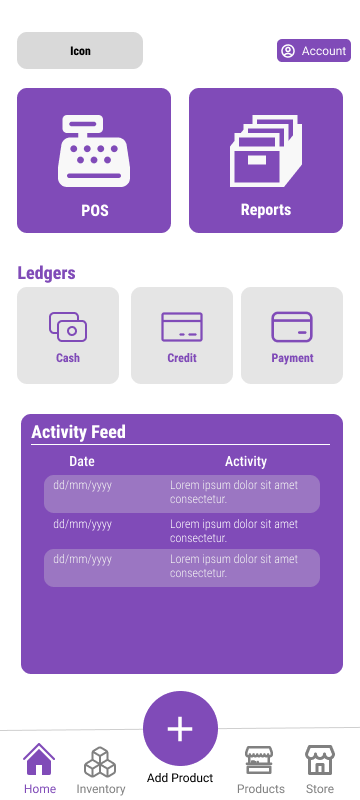 Icon
Account
POS
Reports
Ledgers
Cash
Credit
Payment
Activity Feed
Date
Activity
dd/mm/yyyy
Lorem ipsum dolor sit amet
consectetur.
dd/mm/yyyy
Lorem ipsum dolor sit amet
consectetur.
dd/mm/yyyy
Lorem ipsum dolor sit amet
consectetur.
Home
Inventory
Add Product
Products
Store